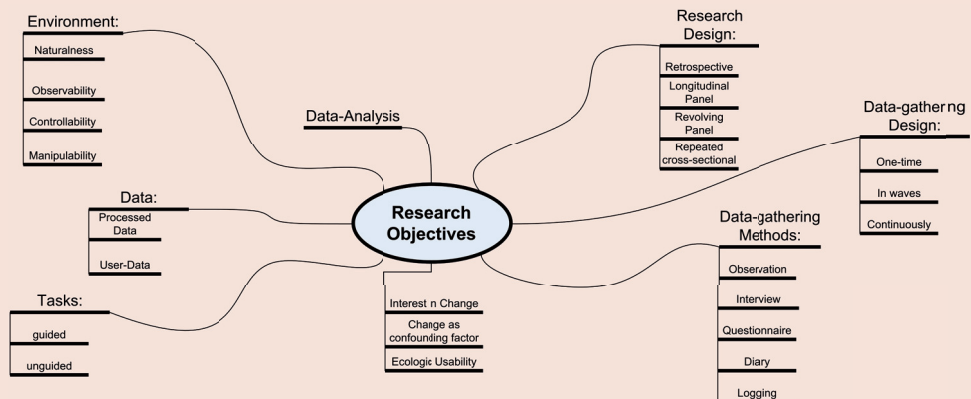 Environment:
Naturalness
Observability
Controllability
Manipulability
Data-Analysis
Research
Design:
Retrospective
Longitudinal
Panel
Revolving
Panel
Repeated
cross-sectional
Data-gathering
Design:
One-time
In waves
Continuously
Data:
Processed
Data
User-Data
Research
Objectives
Data-gathering
Methods:
Observation
Interview
Questionnaire
Diary
Logging
Tasks:
guided
unguided
Interest n Change
Change as
confounding factor
Ecologic Usability